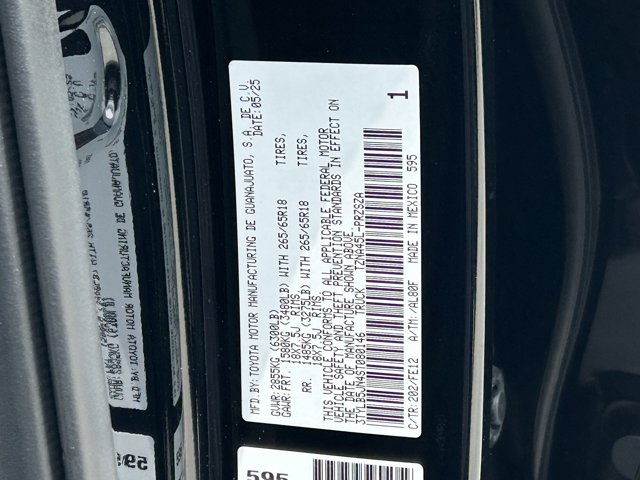 MFD.BY:TOYOTA MOTOR MANUFACTURING DE GUANAJUATO, S.A. DE C.V.
DATE:05/25
GVWR:2855KG (6300LB)
GAWR:FRT. 1580KG (3480LB) WITH 265/65R18 TIRES,
18X7.5J RIMS,
RR. 1485KG (3275LB) WITH 265/65R18 TIRES,
18X7.5J RIMS.
THIS VEHICLE CONFORMS TO ALL APPLICABLE FEDERAL MOTOR
VEHICLE SAFETY AND THEFT PREVENTION STANDARDS IN EFFECT ON
THE DATE OF MANUFACTURE SHOWN ABOVE.
3TMLB5JN4ST080146 TRUCK TZNA45L-PRZSZA
C/TR:202/FE12 A/TM:/AL80F MADE IN MEXICO 595
1
595